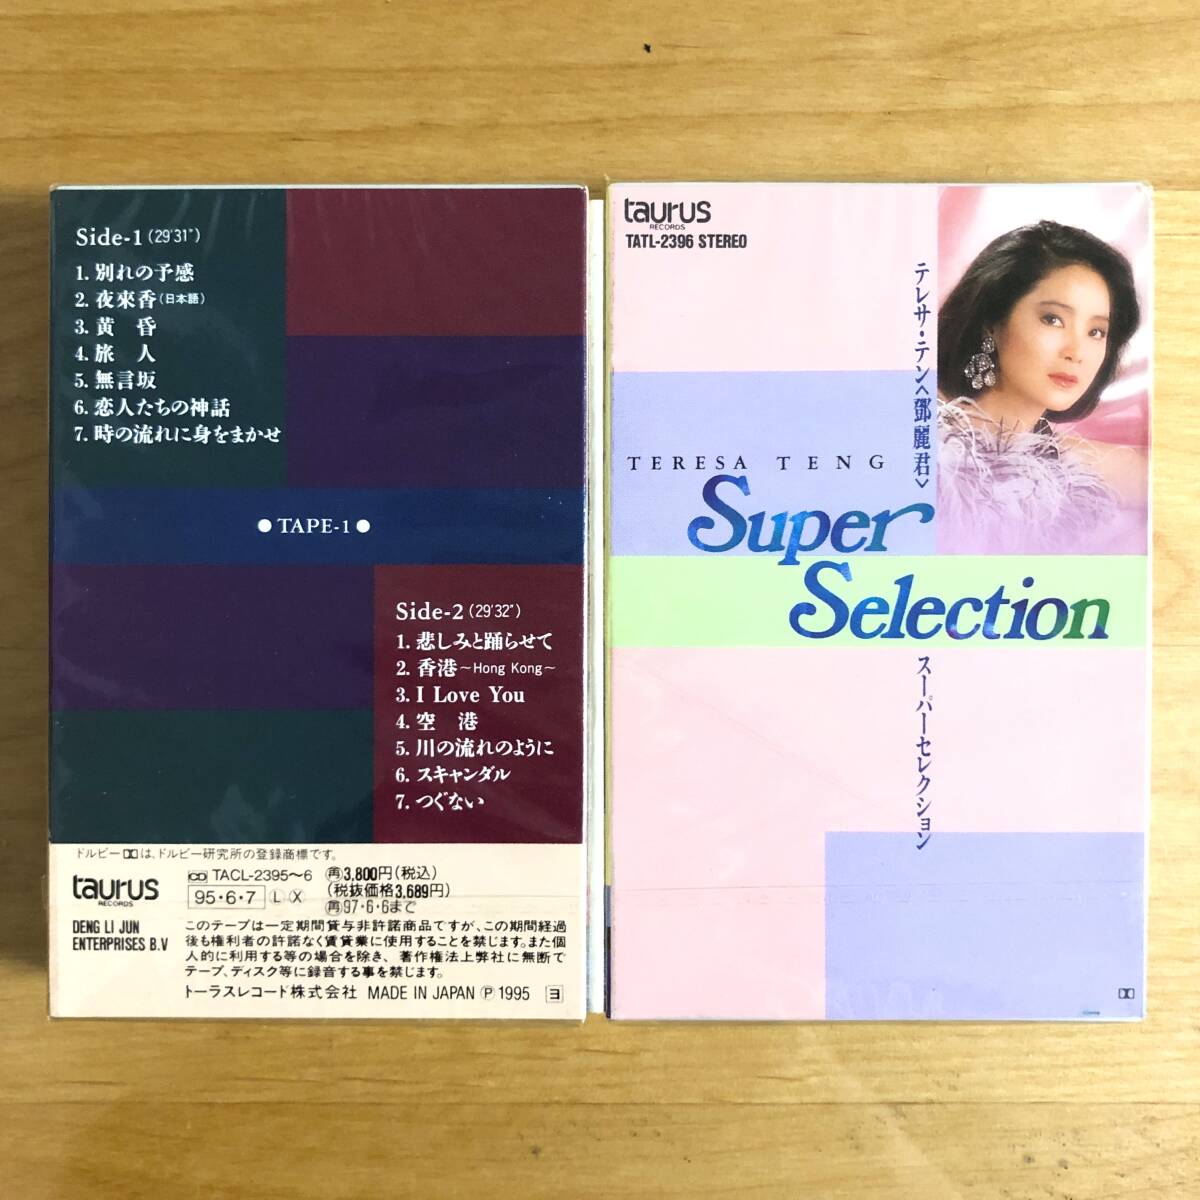 Side-1 (29'31")
1. 別れの予感
2. 夜來香(日本語)
3. 黄 昏
4. 旅 人
5. 無言坂
6. 恋人たちの神話
7. 時の流れに身をまかせ
● TAPE-1 ●
Side-2 (29'32")
1. 悲しみと踊らせて
2. 香港 ～Hong Kong～
3. I Love You
4. 空 港
5. 川の流れのように
6. スキャンダル
7. つぐない
ドルビーは、ドルビー研究所の登録商標です。
taurus
RECORDS
DENG LI JUN
ENTERPRISES B.V
CD TACL-2395～6
95・6・7 Ⓛ Ⓧ
再3,800円(税込)
(税抜価格3,689円)
再97・6・6まで
このテープは一定期間貸与非許諾商品ですが、この期間経過
後も権利者の許諾なく賃貸業に使用することを禁じます。また個
人的に利用する等の場合を除き、著作権法上弊社に無断で
テープ、ディスク等に録音する事を禁じます。
トーラスレコード株式会社 MADE IN JAPAN Ⓟ 1995 ヨ
taurus
RECORDS
TATL-2396 STEREO
テレサ・テン〈鄧麗君〉
TERESA TENG
Super
Selection
スーパーセレクション